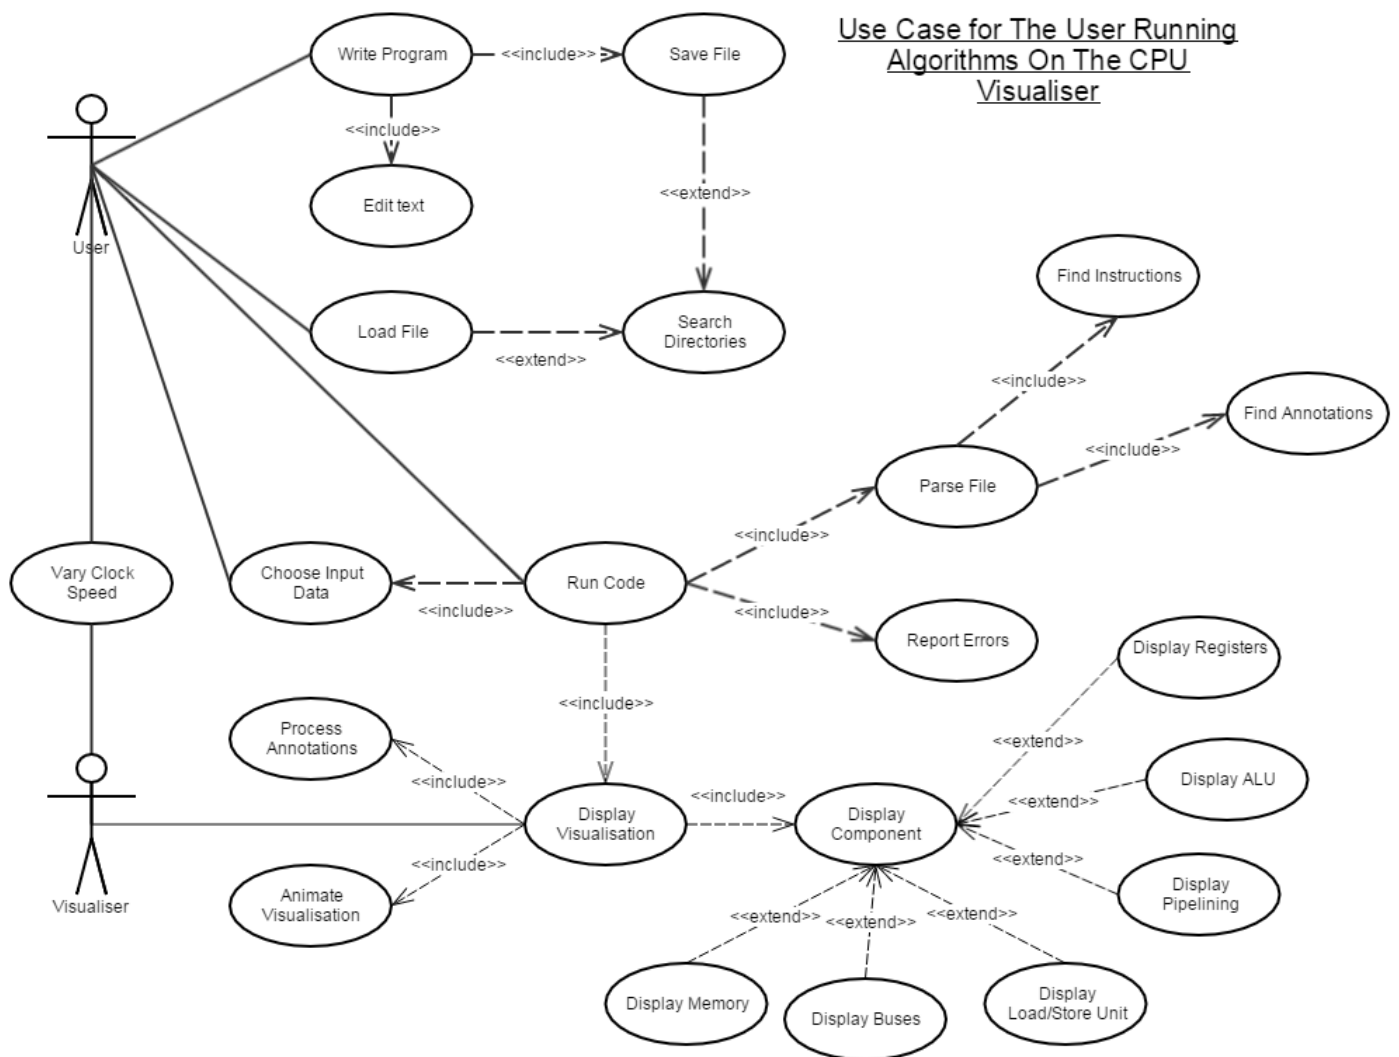 Use Case for The User Running
Algorithms On The CPU
Visualiser
Write Program
<<include>>
Save File
<<include>>
Edit text
<<extend>>
User
Load File
<<extend>>
Search
Directories
Find Instructions
<<include>>
Find Annotations
<<include>>
Parse File
<<include>>
Vary Clock
Speed
Choose Input
Data
<<include>>
Run Code
<<include>>
Report Errors
<<include>>
Display Registers
<<extend>>
Process
Annotations
<<include>>
Display ALU
<<extend>>
Display
Visualisation
<<include>>
Display
Component
<<include>>
<<extend>>
Display
Pipelining
Visualiser
Animate
Visualisation
<<extend>>
<<extend>>
<<extend>>
Display Memory
Display Buses
Display
Load/Store Unit